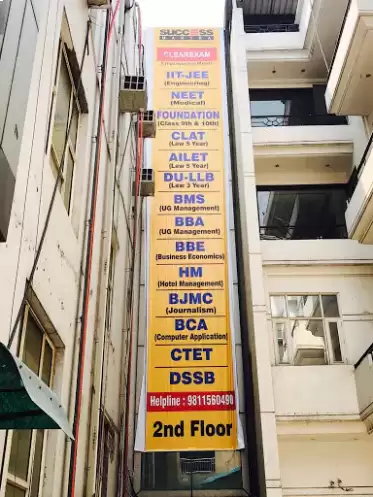 SUCCESS
MANTRA
CLEAREXAM
IIT-JEE
(Engineering)
NEET
(Medical)
FOUNDATION
(Class 9th & 10th)
CLAT
(Law 5 Year)
AILET
(Law 5 Year)
DU-LLB
(Law 3 Year)
BMS
(UG Management)
BBA
(UG Management)
BBE
(Business Economics)
HM
(Hotel Management)
BJMC
(Journalism)
BCA
(Computer Application)
CTET
DSSB
Helpline : 9811560490
2nd Floor